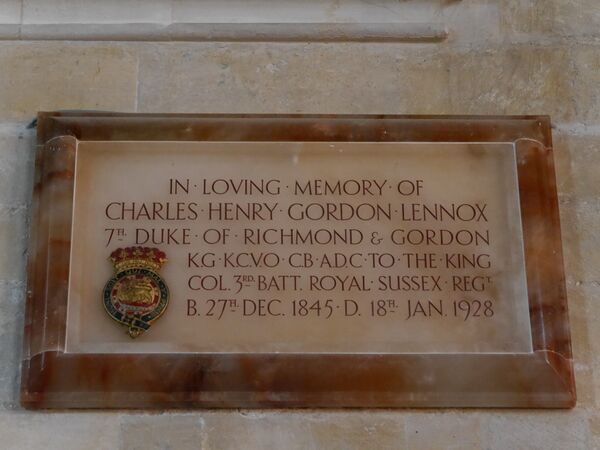 IN · LOVING · MEMORY · OF
CHARLES · HENRY · GORDON · LENNOX
7TH DUKE · OF · RICHMOND & GORDON
KG · K.C.V.O · C.B · A.D.C · TO · THE · KING
COL. 3RD BATT. ROYAL · SUSSEX · REGT
B. 27TH DEC. 1845 · D. 18TH JAN. 1928